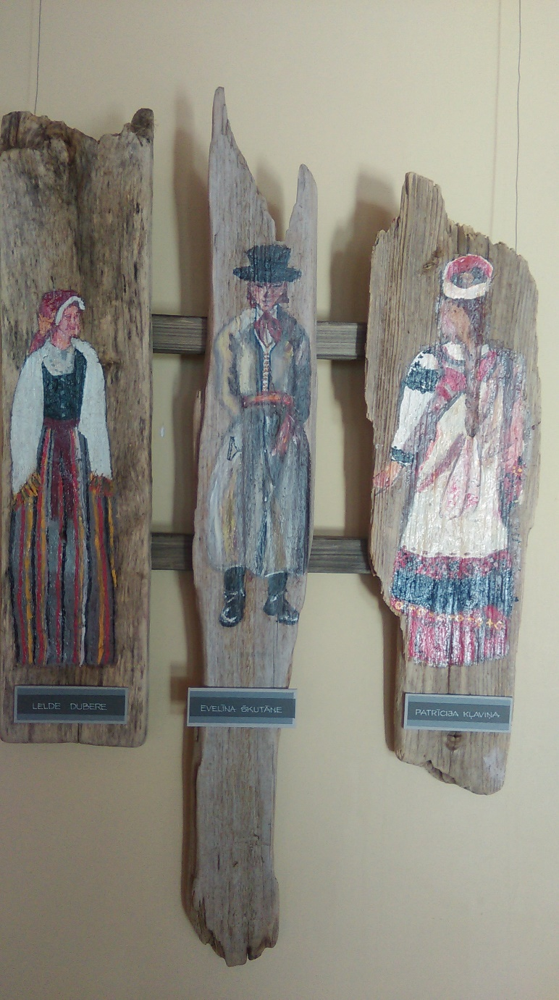 LELDE DUBERE
EVELĪNA ŠKUTĀNE
PATRĪCIJA KĻAVIŅA